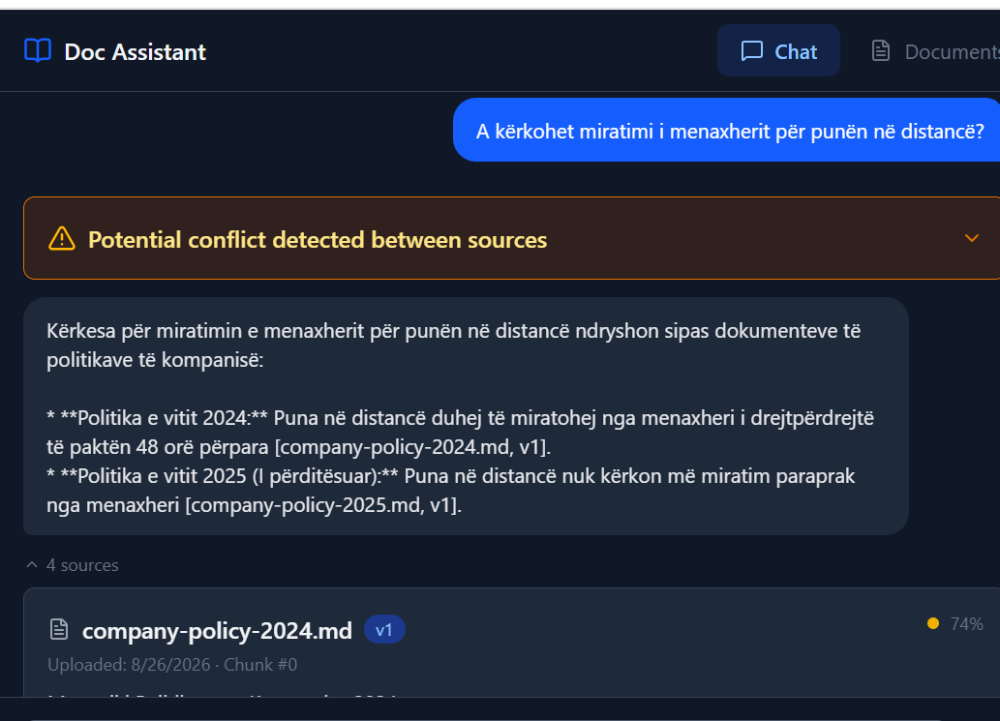 Doc Assistant
Chat
Documents
A kërkohet miratimi i menaxherit për punën në distancë?
Potential conflict detected between sources
Kërkesa për miratimin e menaxherit për punën në distancë ndryshon sipas dokumenteve të
politikave të kompanisë:
* **Politika e vitit 2024:** Puna në distancë duhej të miratohej nga menaxheri i drejtpërdrejtë
të paktën 48 orë përpara [company-policy-2024.md, v1].
* **Politika e vitit 2025 (I përditësuar):** Puna në distancë nuk kërkon më miratim paraprak
nga menaxheri [company-policy-2025.md, v1].
4 sources
company-policy-2024.md v1
74%
Uploaded: 8/26/2026 · Chunk #0